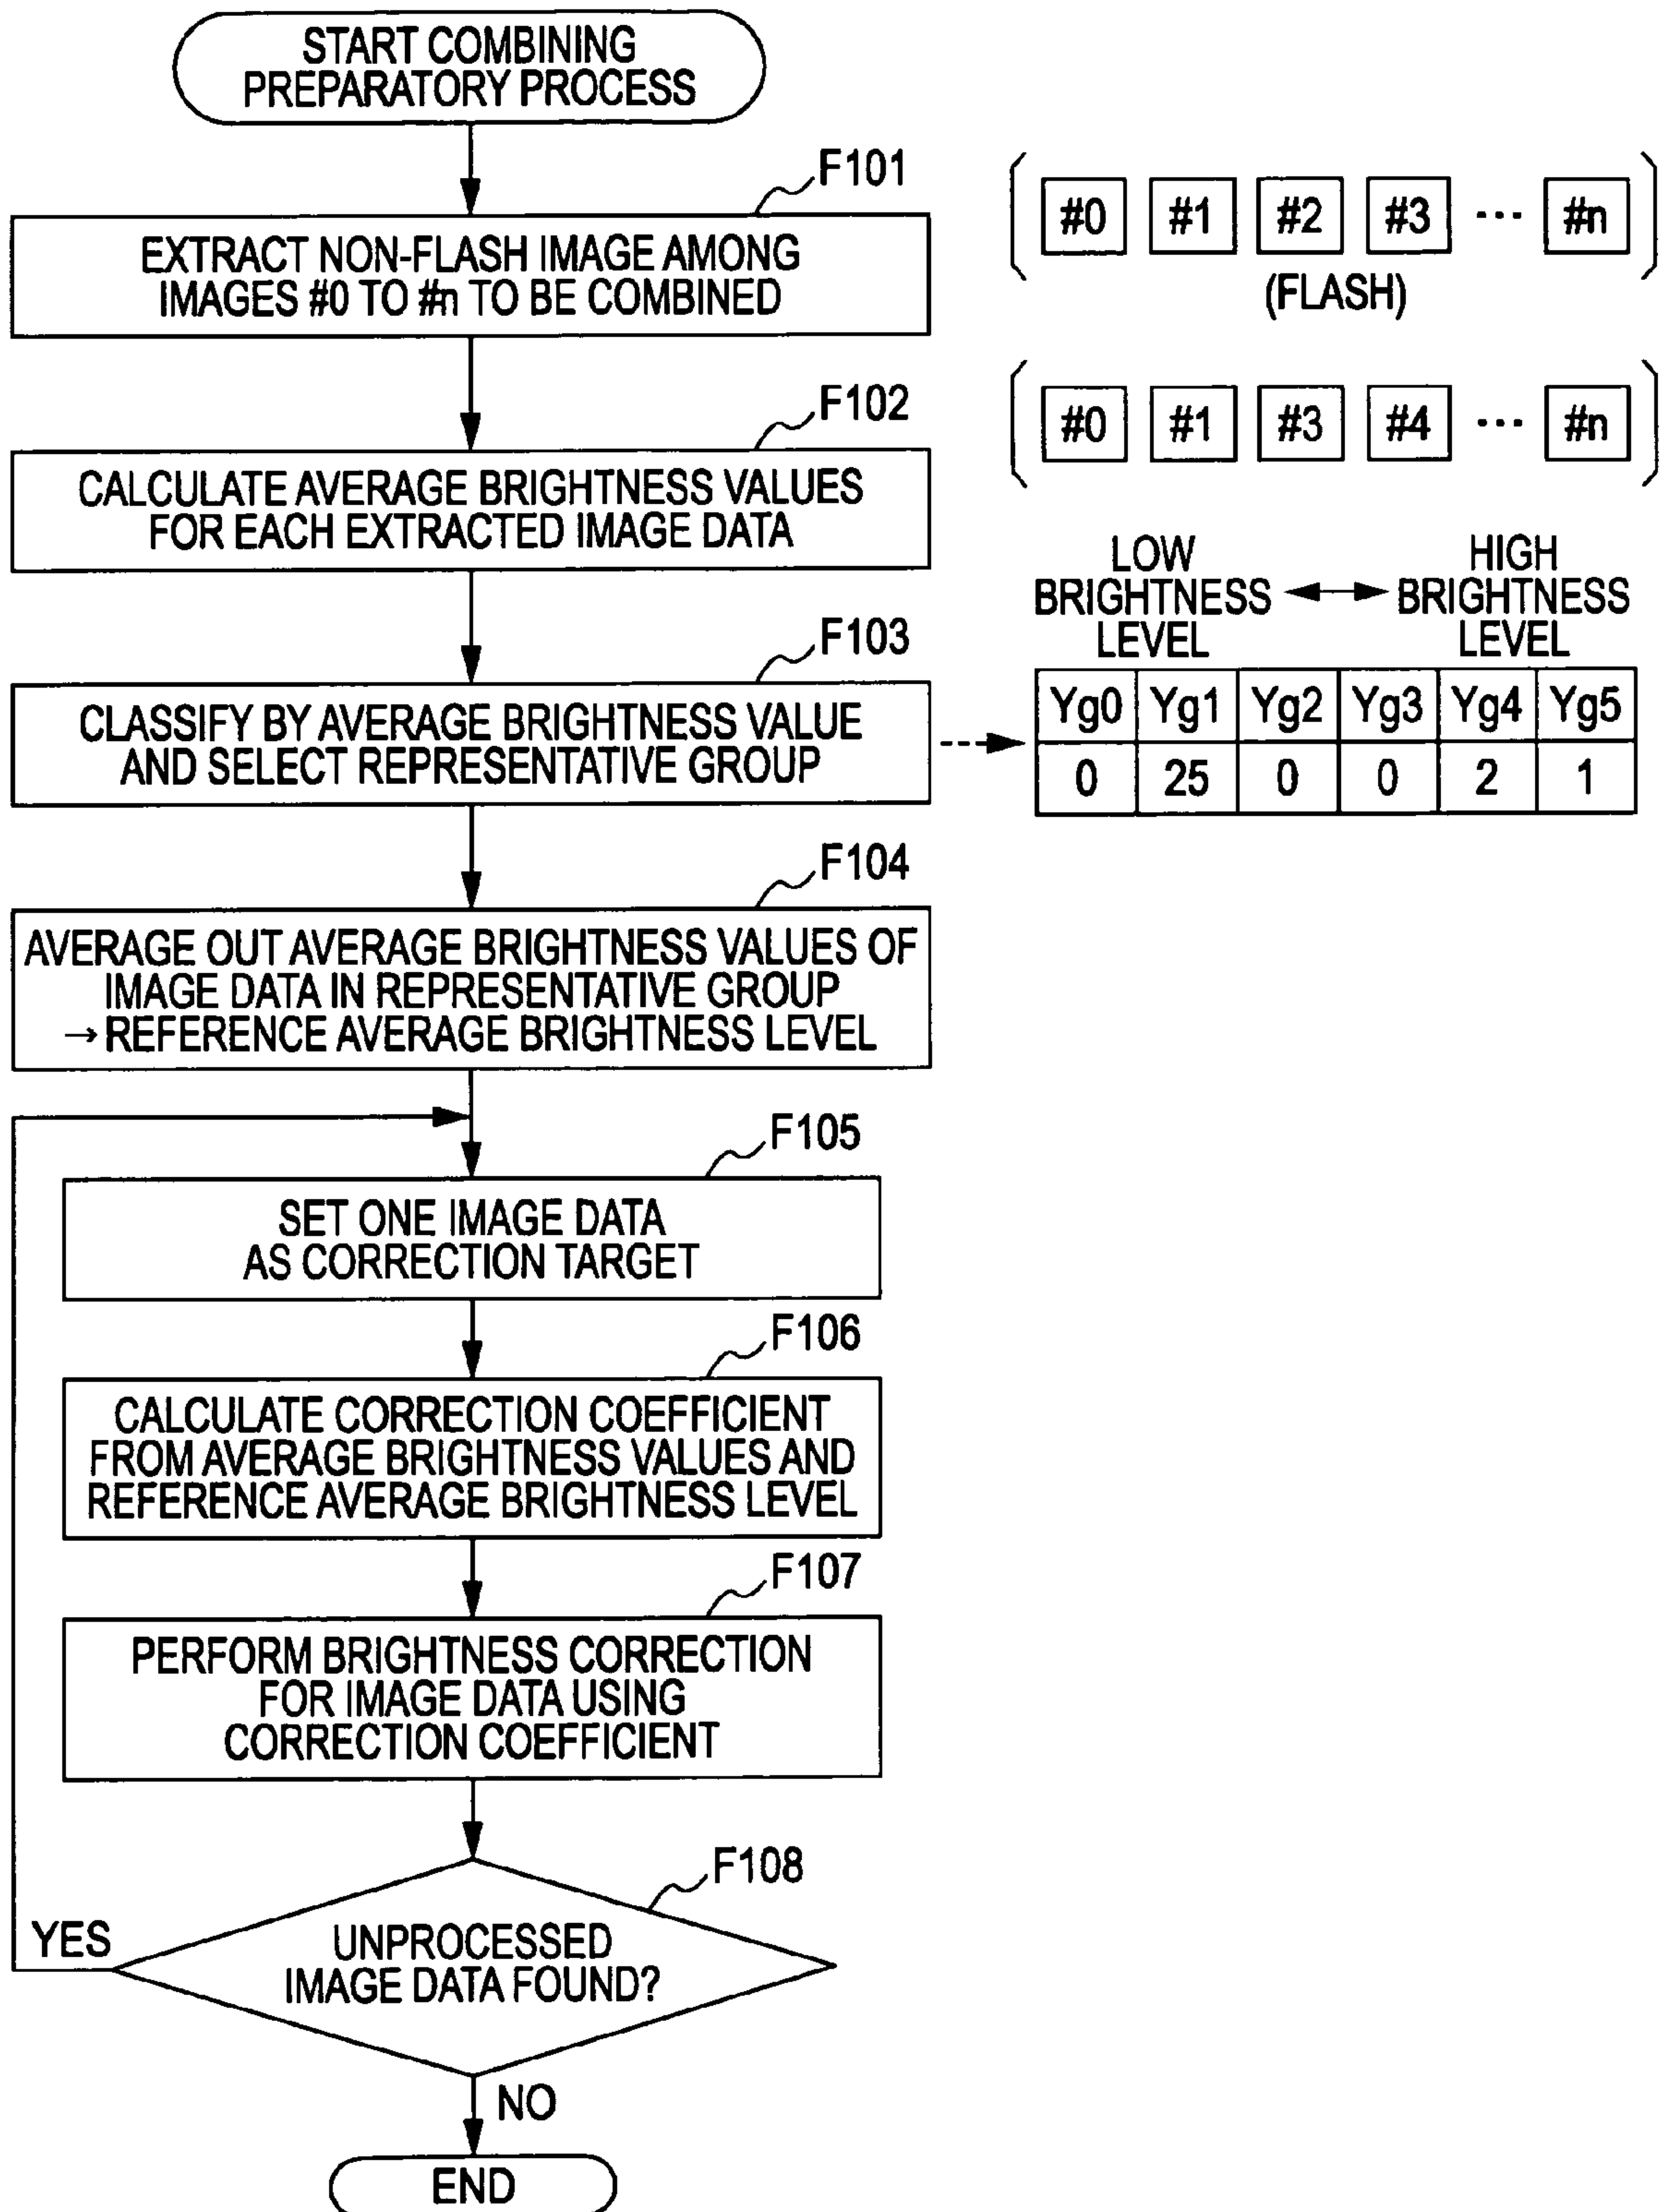 START COMBINING
PREPARATORY PROCESS
F101
EXTRACT NON-FLASH IMAGE AMONG
IMAGES #0 TO #n TO BE COMBINED
#0 #1 #2 #3 ... #n
(FLASH)
F102
CALCULATE AVERAGE BRIGHTNESS VALUES
FOR EACH EXTRACTED IMAGE DATA
#0 #1 #3 #4 ... #n
F103
CLASSIFY BY AVERAGE BRIGHTNESS VALUE
AND SELECT REPRESENTATIVE GROUP
LOW
BRIGHTNESS
LEVEL
HIGH
BRIGHTNESS
LEVEL
Yg0 Yg1 Yg2 Yg3 Yg4 Yg5
0 25 0 0 2 1
F104
AVERAGE OUT AVERAGE BRIGHTNESS VALUES OF
IMAGE DATA IN REPRESENTATIVE GROUP
→ REFERENCE AVERAGE BRIGHTNESS LEVEL
F105
SET ONE IMAGE DATA
AS CORRECTION TARGET
F106
CALCULATE CORRECTION COEFFICIENT
FROM AVERAGE BRIGHTNESS VALUES AND
REFERENCE AVERAGE BRIGHTNESS LEVEL
F107
PERFORM BRIGHTNESS CORRECTION
FOR IMAGE DATA USING
CORRECTION COEFFICIENT
F108
YES
UNPROCESSED
IMAGE DATA FOUND?
NO
END